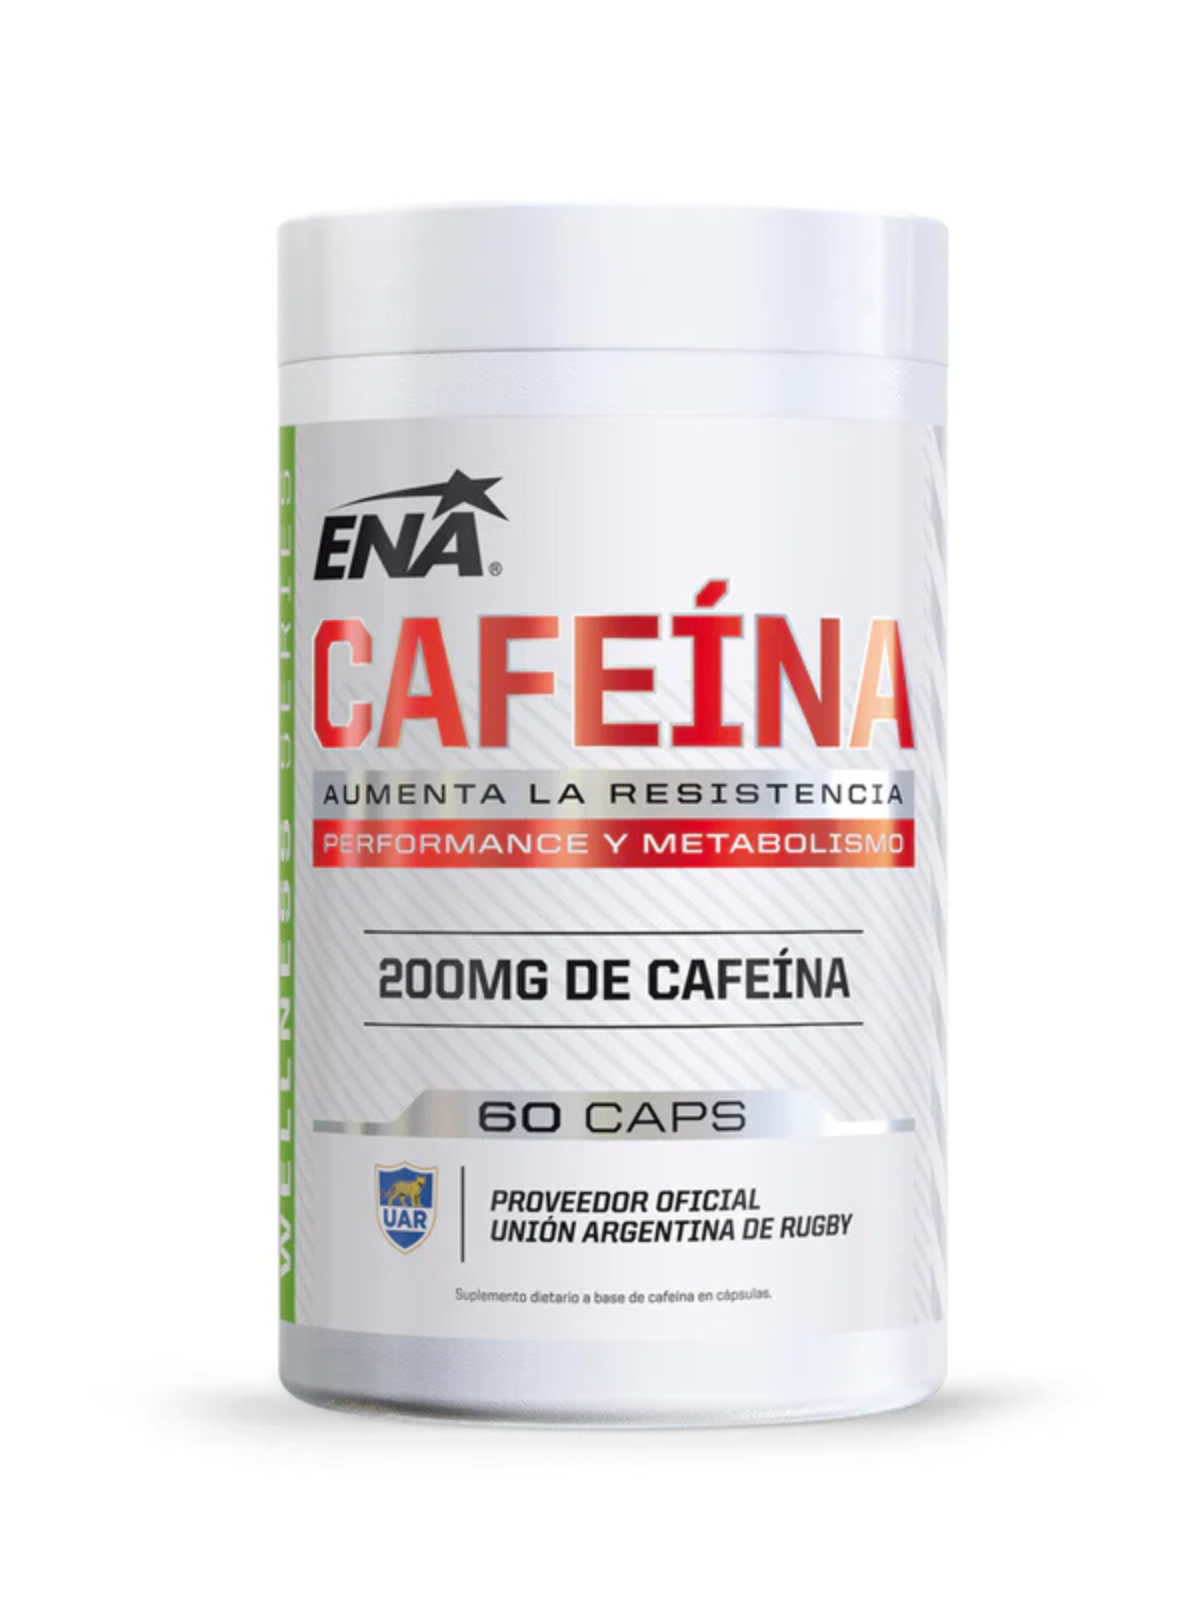 ENA®
CAFEÍNA
AUMENTA LA RESISTENCIA
PERFORMANCE Y METABOLISMO
200MG DE CAFEÍNA
60 CAPS
UAR
PROVEEDOR OFICIAL
UNIÓN ARGENTINA DE RUGBY
Suplemento dietario a base de cafeína en cápsulas.
WELLNESS SERIES